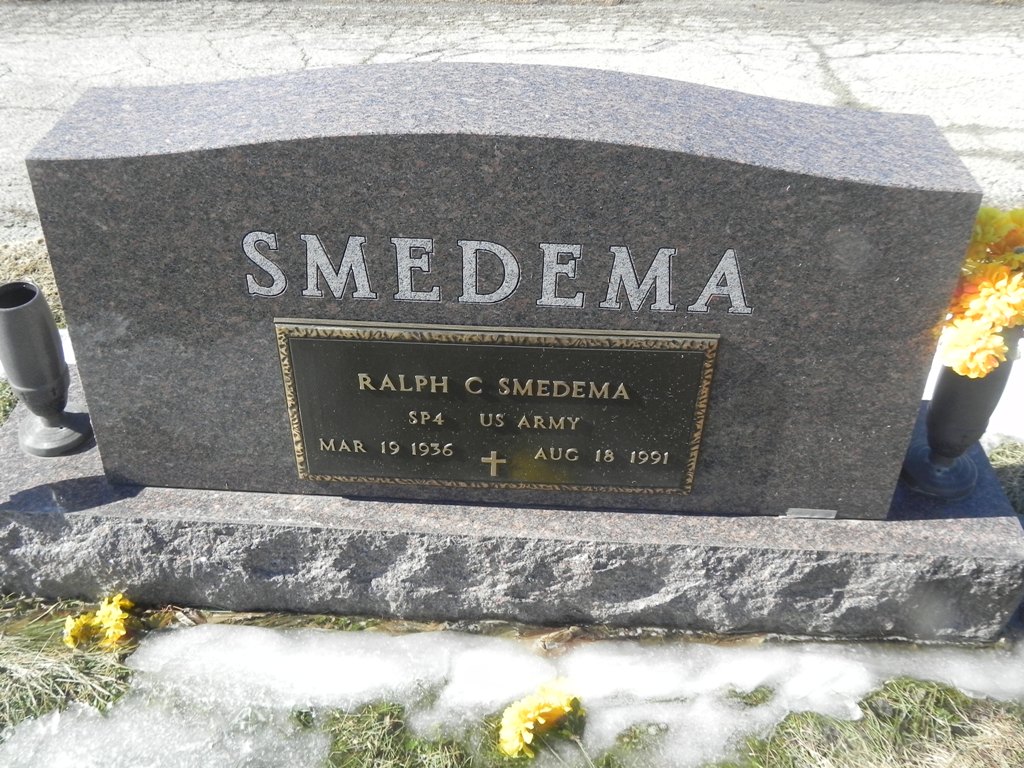 SMEDEMA
RALPH C SMEDEMA
SP4 US ARMY
MAR 19 1936 AUG 18 1991